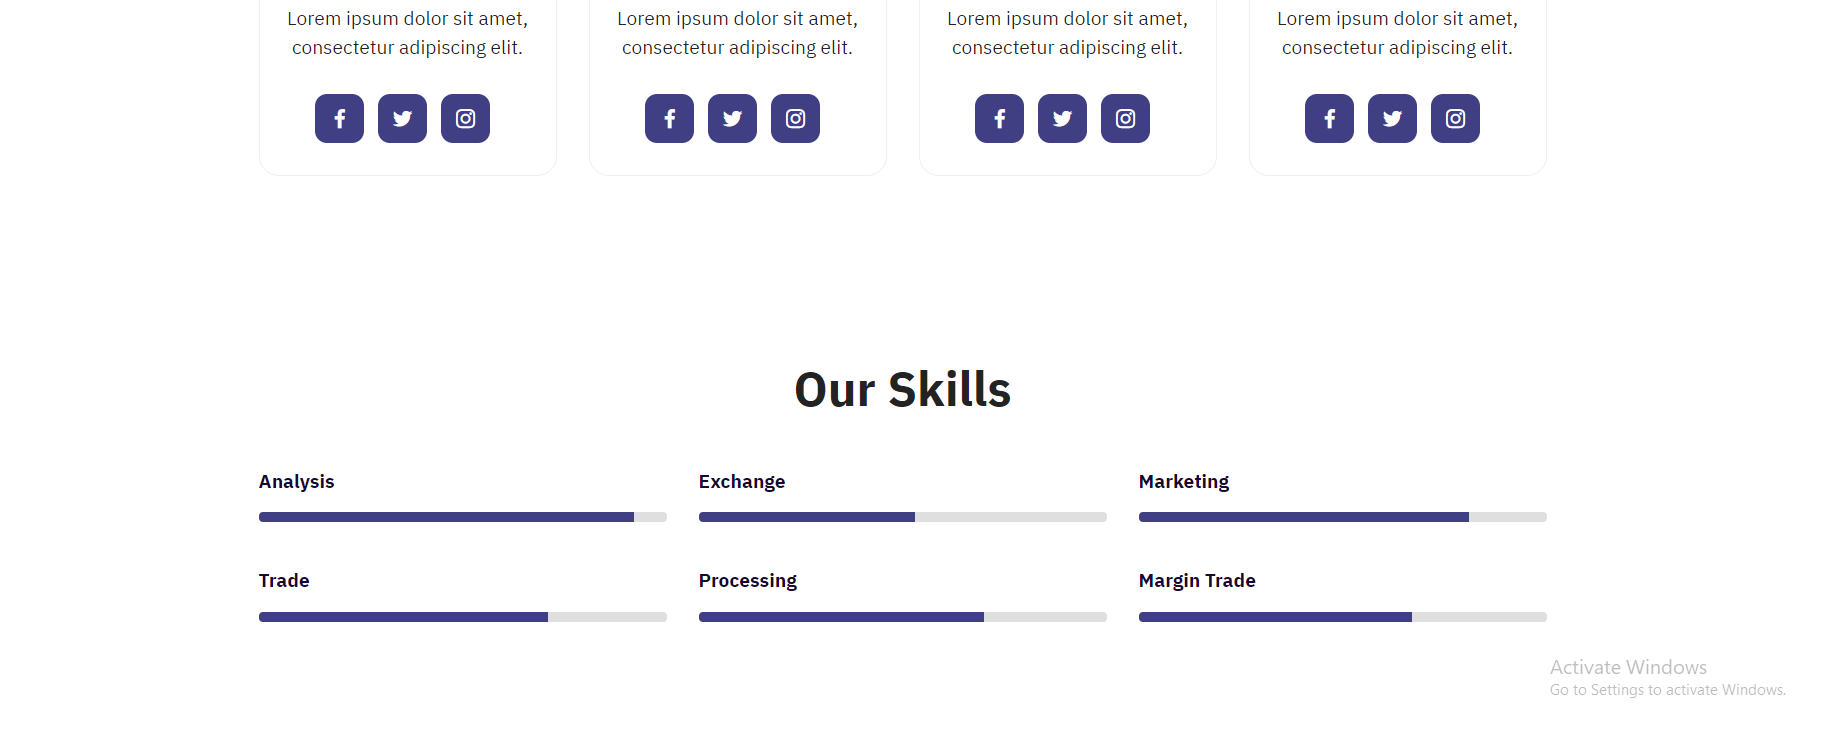 Lorem ipsum dolor sit amet,
consectetur adipiscing elit.
Lorem ipsum dolor sit amet,
consectetur adipiscing elit.
Lorem ipsum dolor sit amet,
consectetur adipiscing elit.
Lorem ipsum dolor sit amet,
consectetur adipiscing elit.
Our Skills
Analysis
Exchange
Marketing
Trade
Processing
Margin Trade
Activate Windows
Go to Settings to activate Windows.